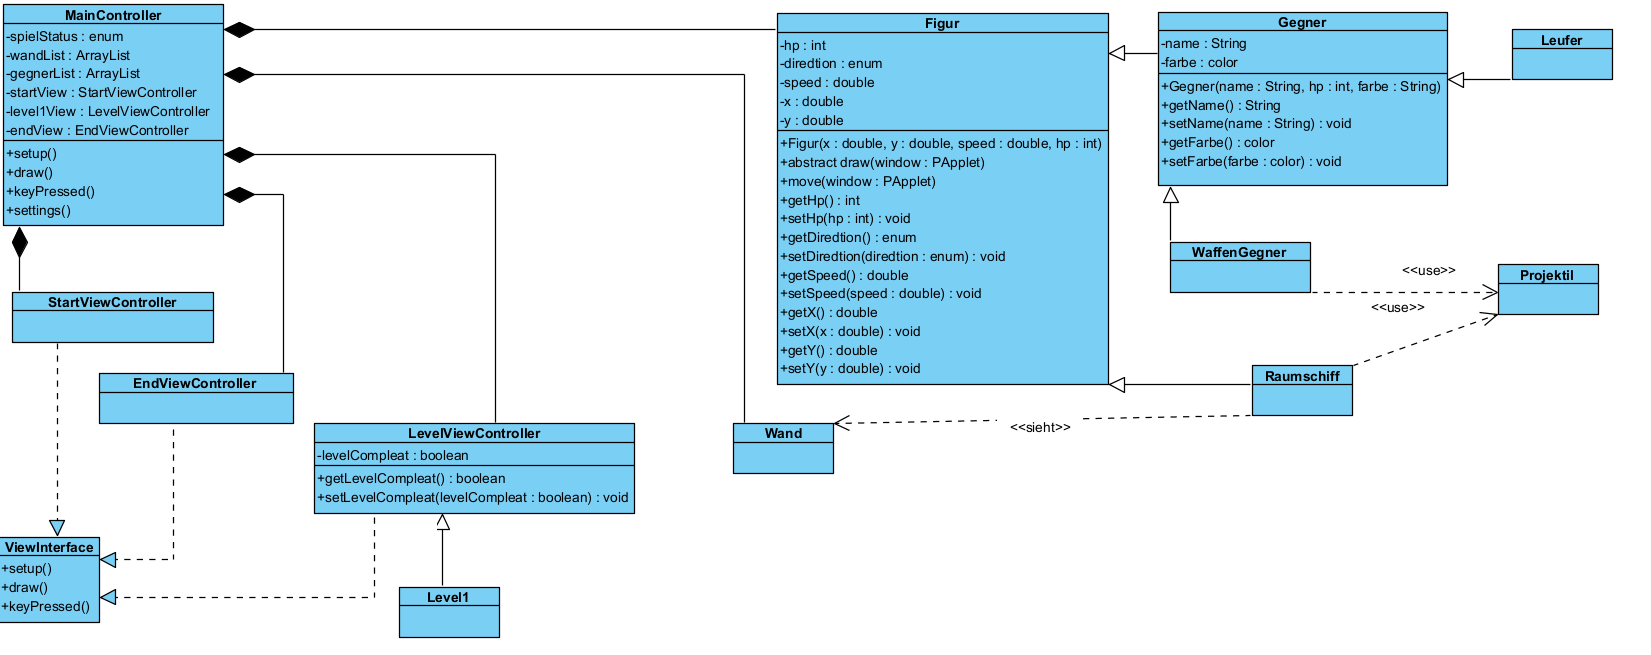 MainController
-spielStatus : enum
-wandList : ArrayList
-gegnerList : ArrayList
-startView : StartViewController
-level1View : LevelViewController
-endView : EndViewController
+setup()
+draw()
+keyPressed()
+settings()
Figur
-hp : int
-diredtion : enum
-speed : double
-x : double
-y : double
+Figur(x : double, y : double, speed : double, hp : int)
+abstract draw(window : PApplet)
+move(window : PApplet)
+getHp() : int
+setHp(hp : int) : void
+getDiredtion() : enum
+setDiredtion(diredtion : enum) : void
+getSpeed() : double
+setSpeed(speed : double) : void
+getX() : double
+setX(x : double) : void
+getY() : double
+setY(y : double) : void
Gegner
-name : String
-farbe : color
+Gegner(name : String, hp : int, farbe : String)
+getName() : String
+setName(name : String) : void
+getFarbe() : color
+setFarbe(farbe : color) : void
Leufer
WaffenGegner
<<use>>
Projektil
<<use>>
StartViewController
EndViewController
Raumschiff
<<sieht>>
Wand
LevelViewController
-levelCompleat : boolean
+getLevelCompleat() : boolean
+setLevelCompleat(levelCompleat : boolean) : void
ViewInterface
+setup()
+draw()
+keyPressed()
Level1